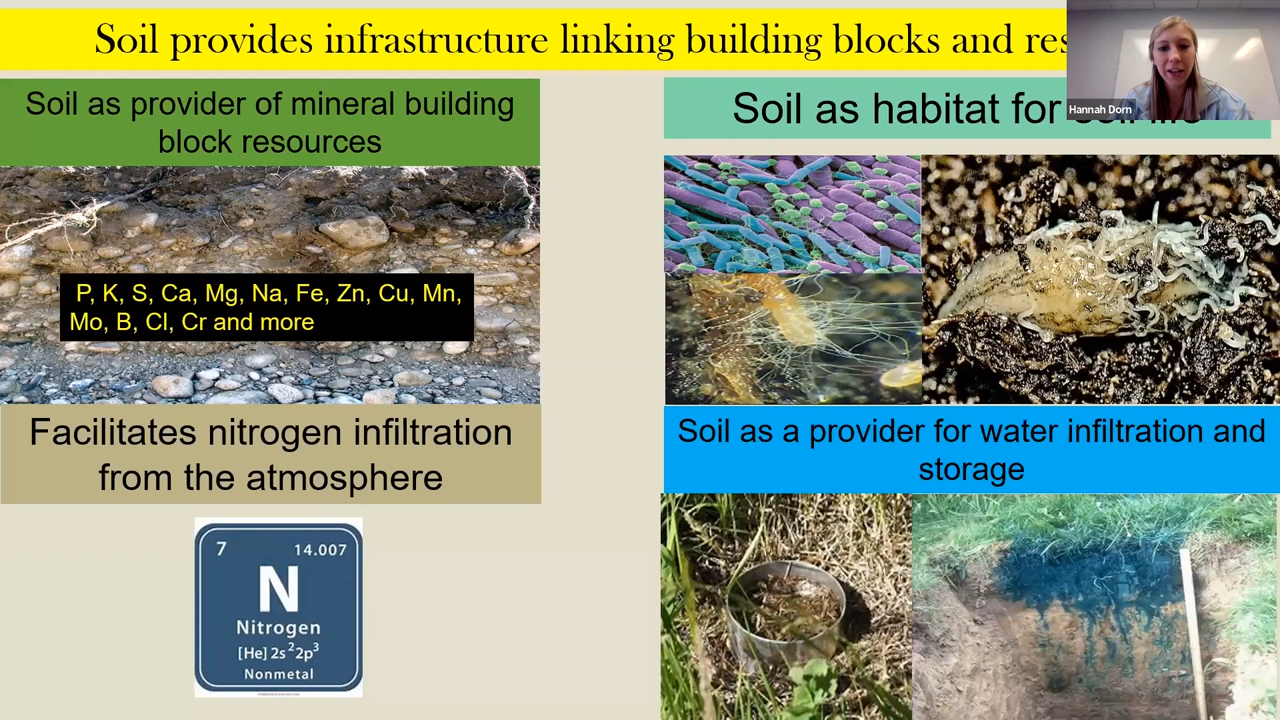 Soil provides infrastructure linking building blocks and
Hannah Dorn
Soil as provider of mineral building
block resources
Soil as habitat for
P, K, S, Ca, Mg, Na, Fe, Zn, Cu, Mn,
Mo, B, Cl, Cr and more
Facilitates nitrogen infiltration
from the atmosphere
Soil as a provider for water infiltration and
storage
7 14.007
N
Nitrogen
[He] 2s²2p³
Nonmetal